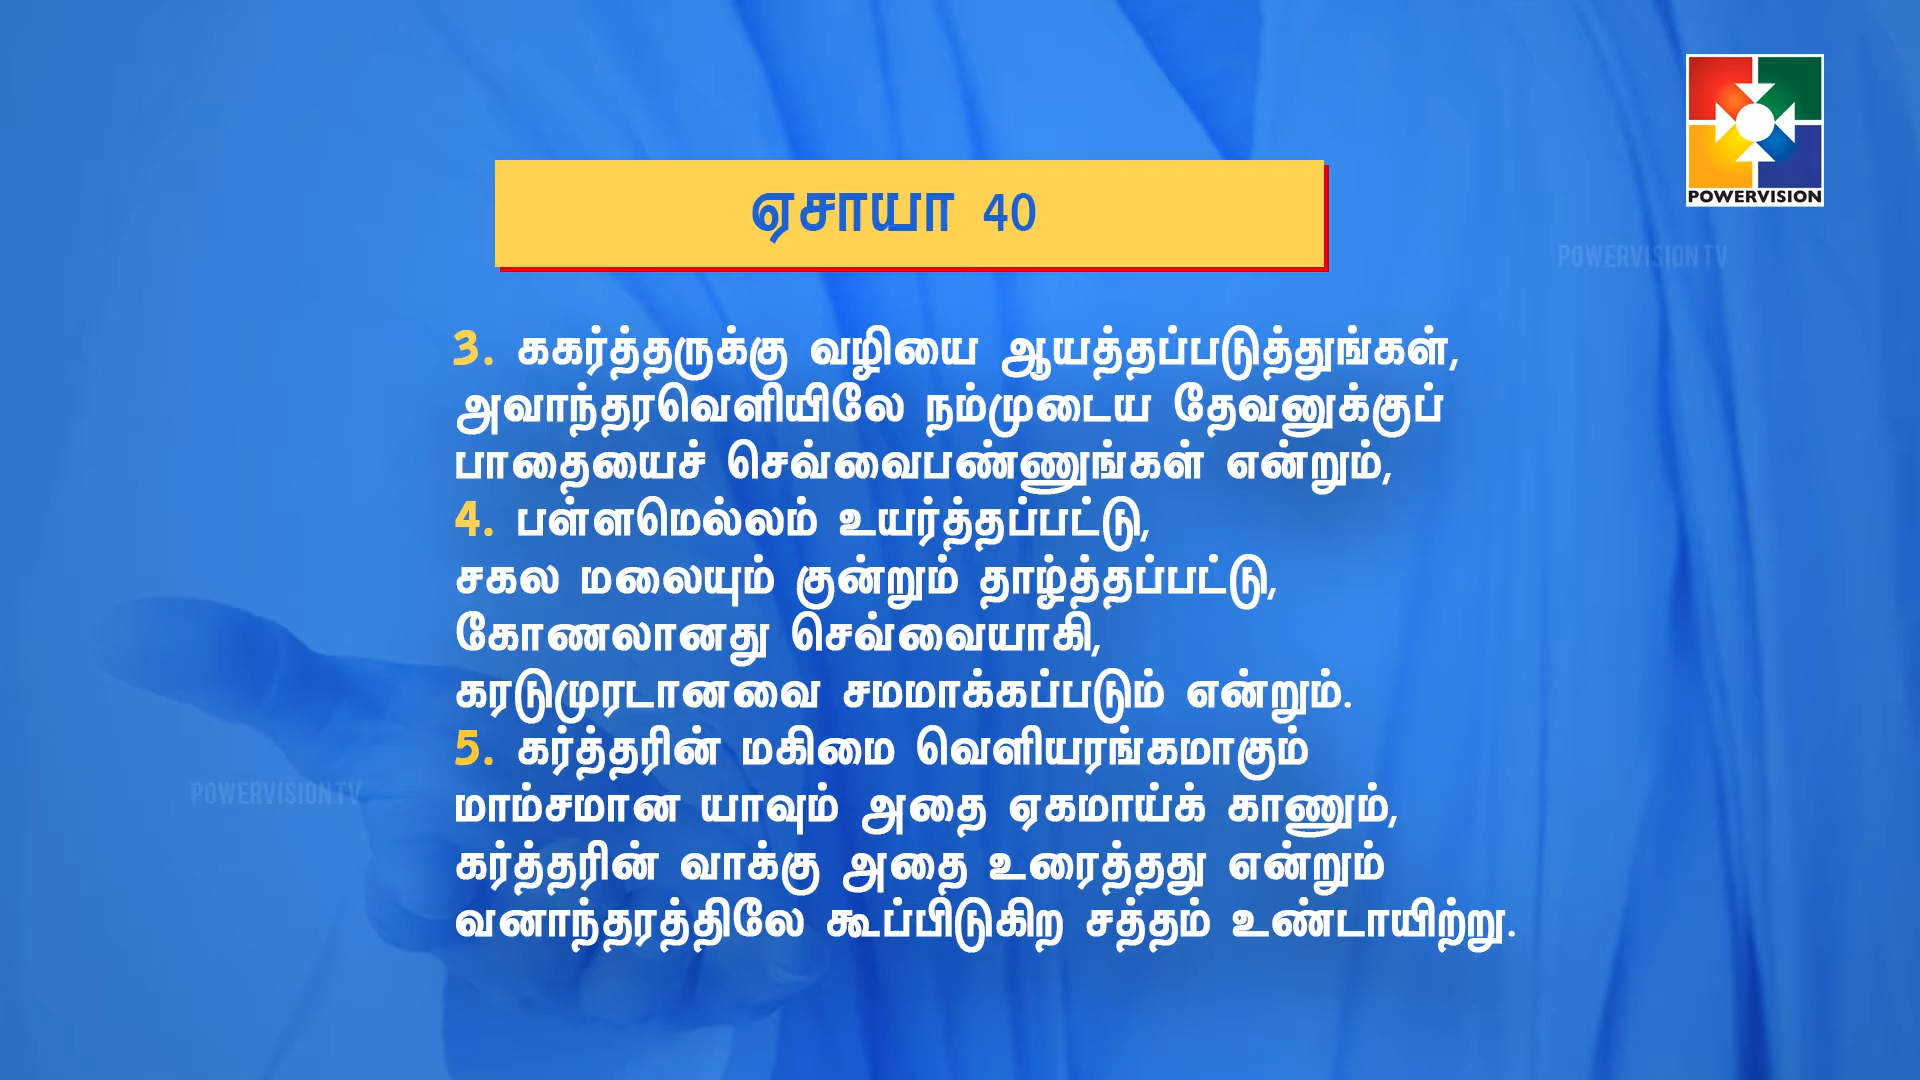 POWERVISION
ஏசாயா 40
POWERVISION TV
3. ககர்த்தருக்கு வழியை ஆயத்தப்படுத்துங்கள்,
அவாந்தரவெளியிலே நம்முடைய தேவனுக்குப்
பாதையைச் செவ்வைபண்ணுங்கள் என்றும்,
4. பள்ளமெல்லம் உயர்த்தப்பட்டு,
சகல மலையும் குன்றும் தாழ்த்தப்பட்டு,
கோணலானது செவ்வையாகி,
கரடுமுரடானவை சமமாக்கப்படும் என்றும்.
5. கர்த்தரின் மகிமை வெளியரங்கமாகும்
மாம்சமான யாவும் அதை ஏகமாய்க் காணும்,
கர்த்தரின் வாக்கு அதை உரைத்தது என்றும்
வனாந்தரத்திலே கூப்பிடுகிற சத்தம் உண்டாயிற்று.
POWERVISION TV